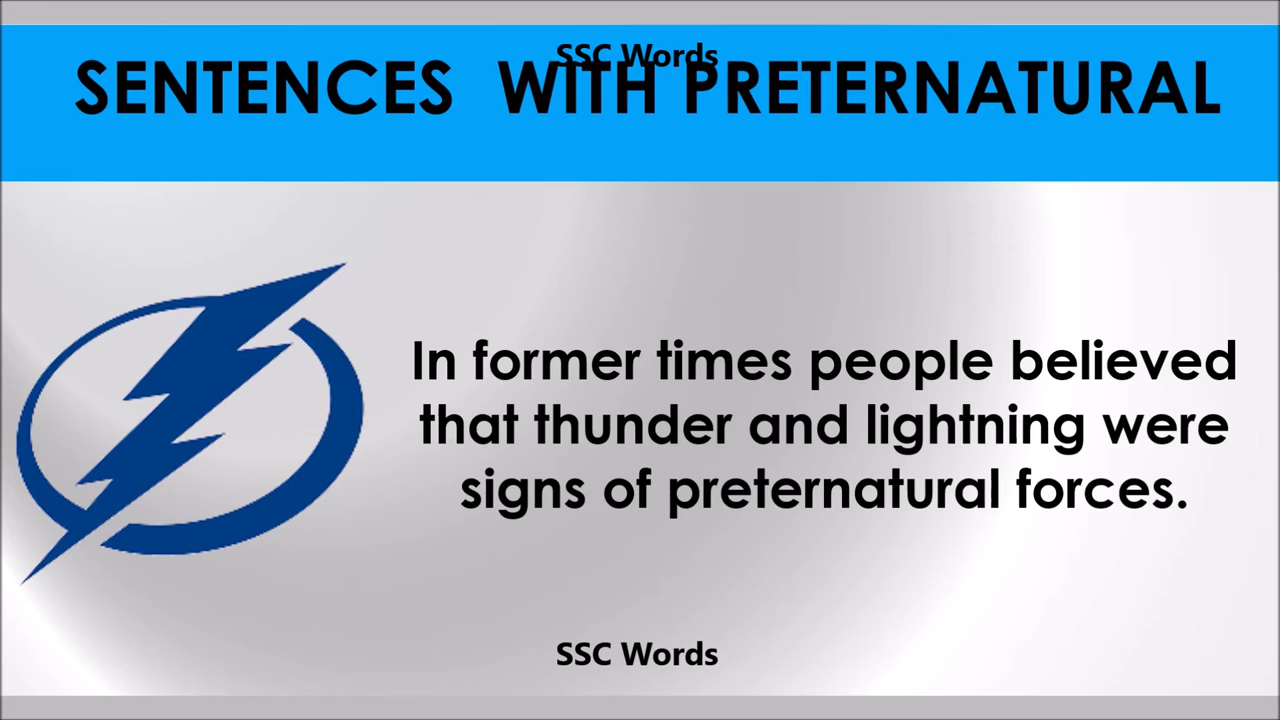 SSC Words
SENTENCES WITH PRETERNATURAL
In former times people believed
that thunder and lightning were
signs of preternatural forces.
SSC Words